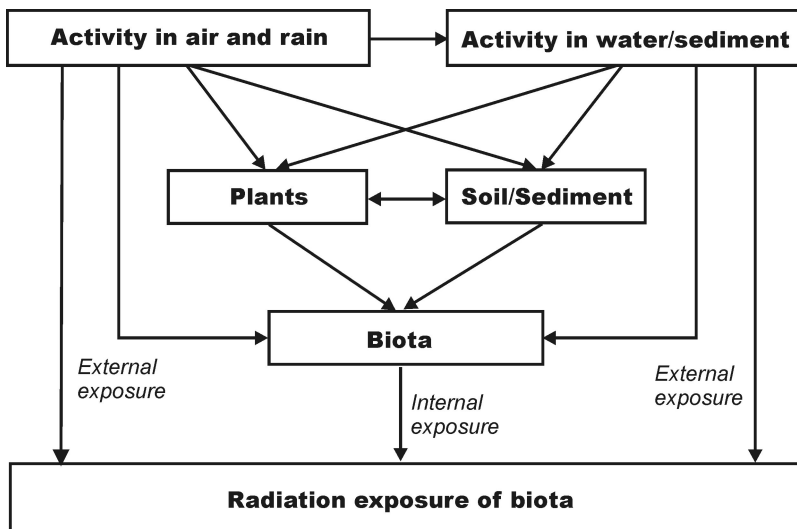 Activity in air and rain
Activity in water/sediment
Plants
Soil/Sediment
Biota
External
exposure
Internal
exposure
External
exposure
Radiation exposure of biota